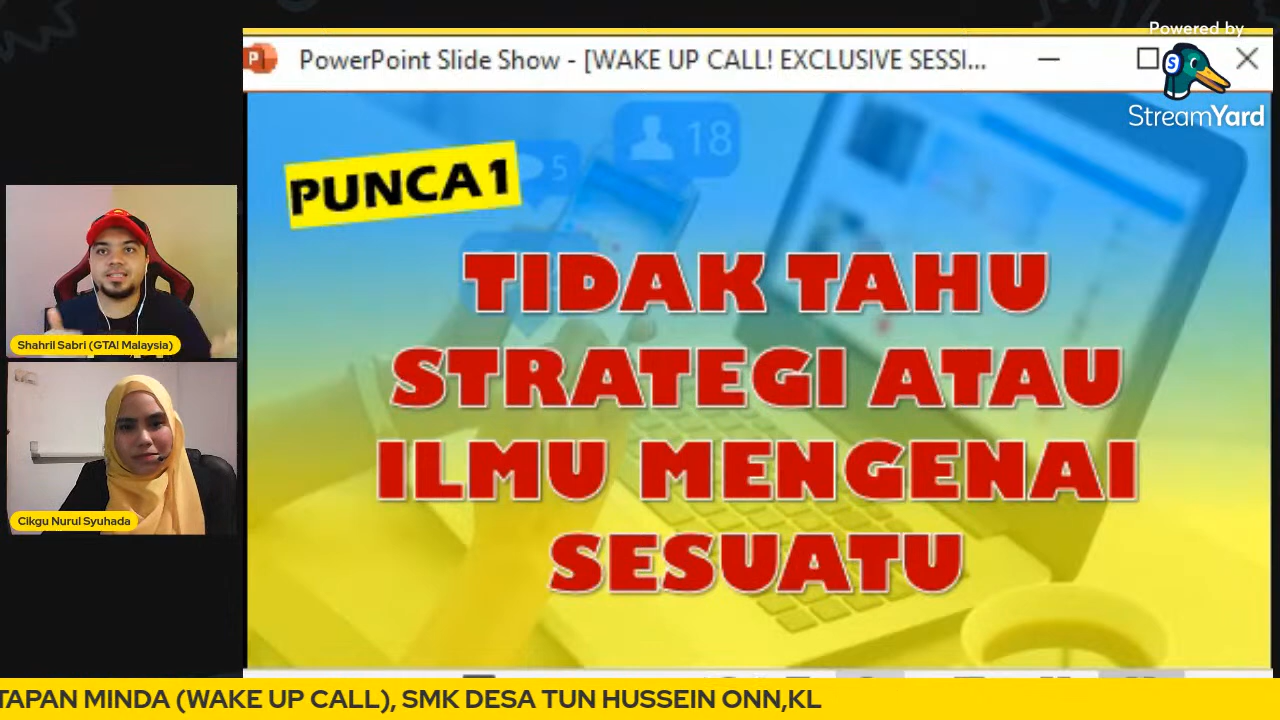 Powered by
StreamYard
PowerPoint Slide Show - [WAKE UP CALL! EXCLUSIVE SESSI...
5
18
PUNCA 1
TIDAK TAHU
STRATEGI ATAU
ILMU MENGENAI
SESUATU
Shahril Sabri (GTA! Malaysia)
Cikgu Nurul Syuhada
TAPAN MINDA (WAKE UP CALL), SMK DESA TUN HUSSEIN ONN,KL